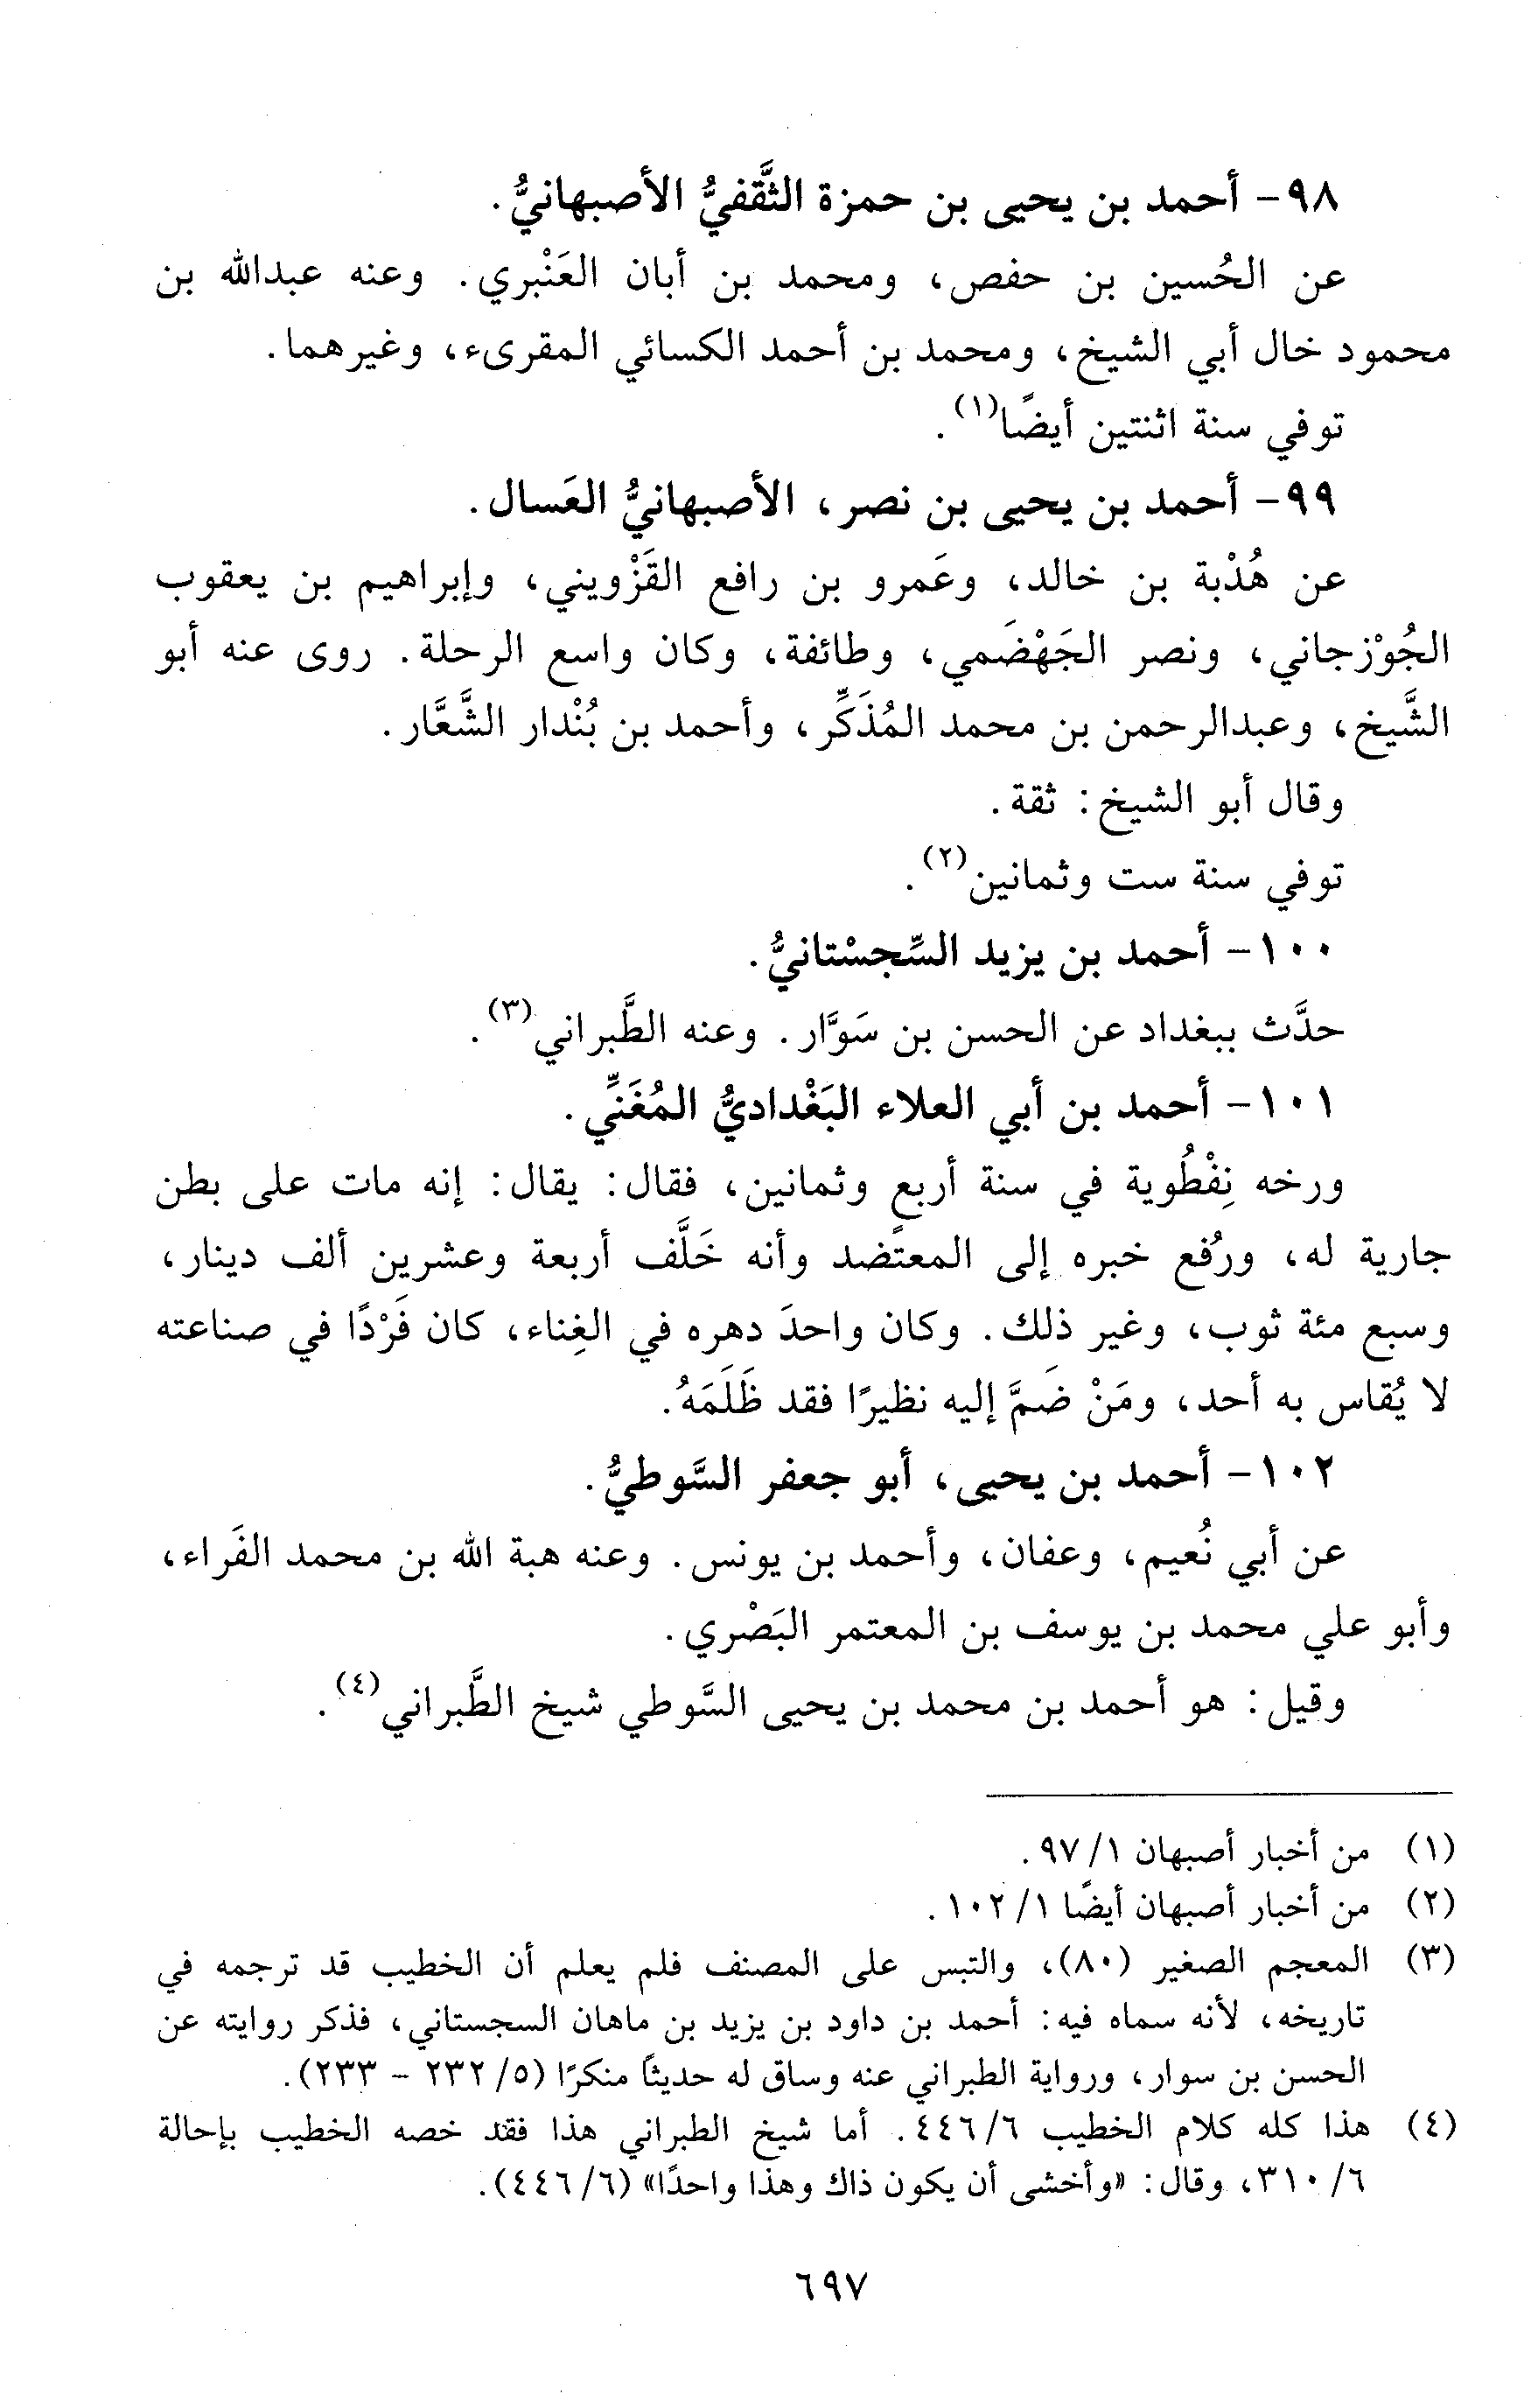 ٩٨- أحمد بن يحيى بن حمزة الثَّقفيُّ الأصبهانيُّ.
عن الحُسين بن حفص، ومحمد بن أبان العَنْبري. وعنه عبدالله بن
محمود خال أبي الشيخ، ومحمد بن أحمد الكسائي المقرىء، وغيرهما.
توفي سنة اثنتين أيضًا(١).
٩٩- أحمد بن يحيى بن نصر، الأصبهانيُّ العَسال.
عن هُدْبة بن خالد، وعَمرو بن رافع القَزْويني، وإبراهيم بن يعقوب
الجُوْزجاني، ونصر الجَهْضَمي، وطائفة، وكان واسع الرحلة. روى عنه أبو
الشَّيخ، وعبدالرحمن بن محمد المُذَكِّر، وأحمد بن بُنْدار الشَّعَّار.
وقال أبو الشيخ: ثقة.
توفي سنة ست وثمانين(٢).
١٠٠- أحمد بن يزيد السِّجسْتانيُّ.
حدَّث ببغداد عن الحسن بن سَوَّار. وعنه الطَّبراني(٣).
١٠١- أحمد بن أبي العلاء البَغْداديُّ المُغَنِّي.
ورخه نِفْطُوية في سنة أربع وثمانين، فقال: يقال: إنه مات على بطن
جارية له، ورُفع خبره إلى المعتضد وأنه خَلَّف أربعة وعشرين ألف دينار،
وسبع مئة ثوب، وغير ذلك. وكان واحدَ دهره في الغِناء، كان فَرْدًا في صناعته
لا يُقاس به أحد، ومَنْ ضَمَّ إليه نظيرًا فقد ظَلَمَهُ.
١٠٢- أحمد بن يحيى، أبو جعفر السَّوطيُّ.
عن أبي نُعيم، وعفان، وأحمد بن يونس. وعنه هبة الله بن محمد الفَراء،
وأبو علي محمد بن يوسف بن المعتمر البَصْري.
وقيل: هو أحمد بن محمد بن يحيى السَّوطي شيخ الطَّبراني(٤).
(١) من أخبار أصبهان ١/ ٩٧.
(٢) من أخبار أصبهان أيضًا ١/ ١٠٢.
(٣) المعجم الصغير (٨٠)، والتبس على المصنف فلم يعلم أن الخطيب قد ترجمه في
تاريخه، لأنه سماه فيه: أحمد بن داود بن يزيد بن ماهان السجستاني، فذكر روايته عن
الحسن بن سوار، ورواية الطبراني عنه وساق له حديثًا منكرًا (٥/ ٢٣٢ - ٢٣٣).
(٤) هذا كله كلام الخطيب ٦/ ٤٤٦. أما شيخ الطبراني هذا فقد خصه الخطيب بإحالة
٦/ ٣١٠، وقال: «وأخشى أن يكون ذاك وهذا واحدًا» (٦/ ٤٤٦).
٦٩٧